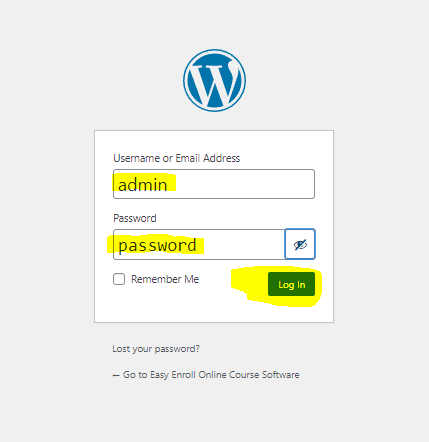 Username or Email Address
admin
Password
password
Remember Me
Log In
Lost your password?
← Go to Easy Enroll Online Course Software